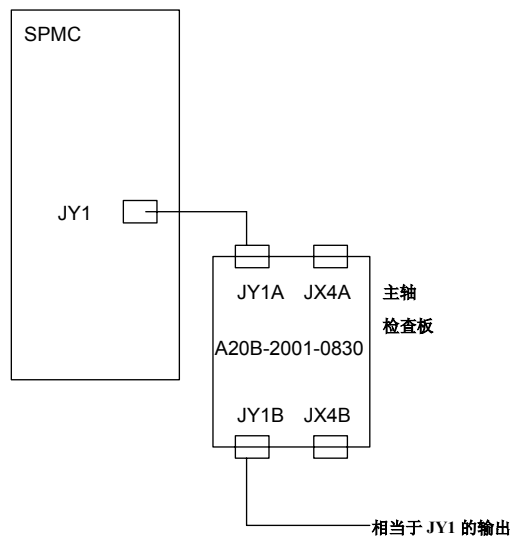 SPMC
JY1
JY1A JX4A
主轴
检查板
A20B-2001-0830
JY1B JX4B
相当于 JY1 的输出